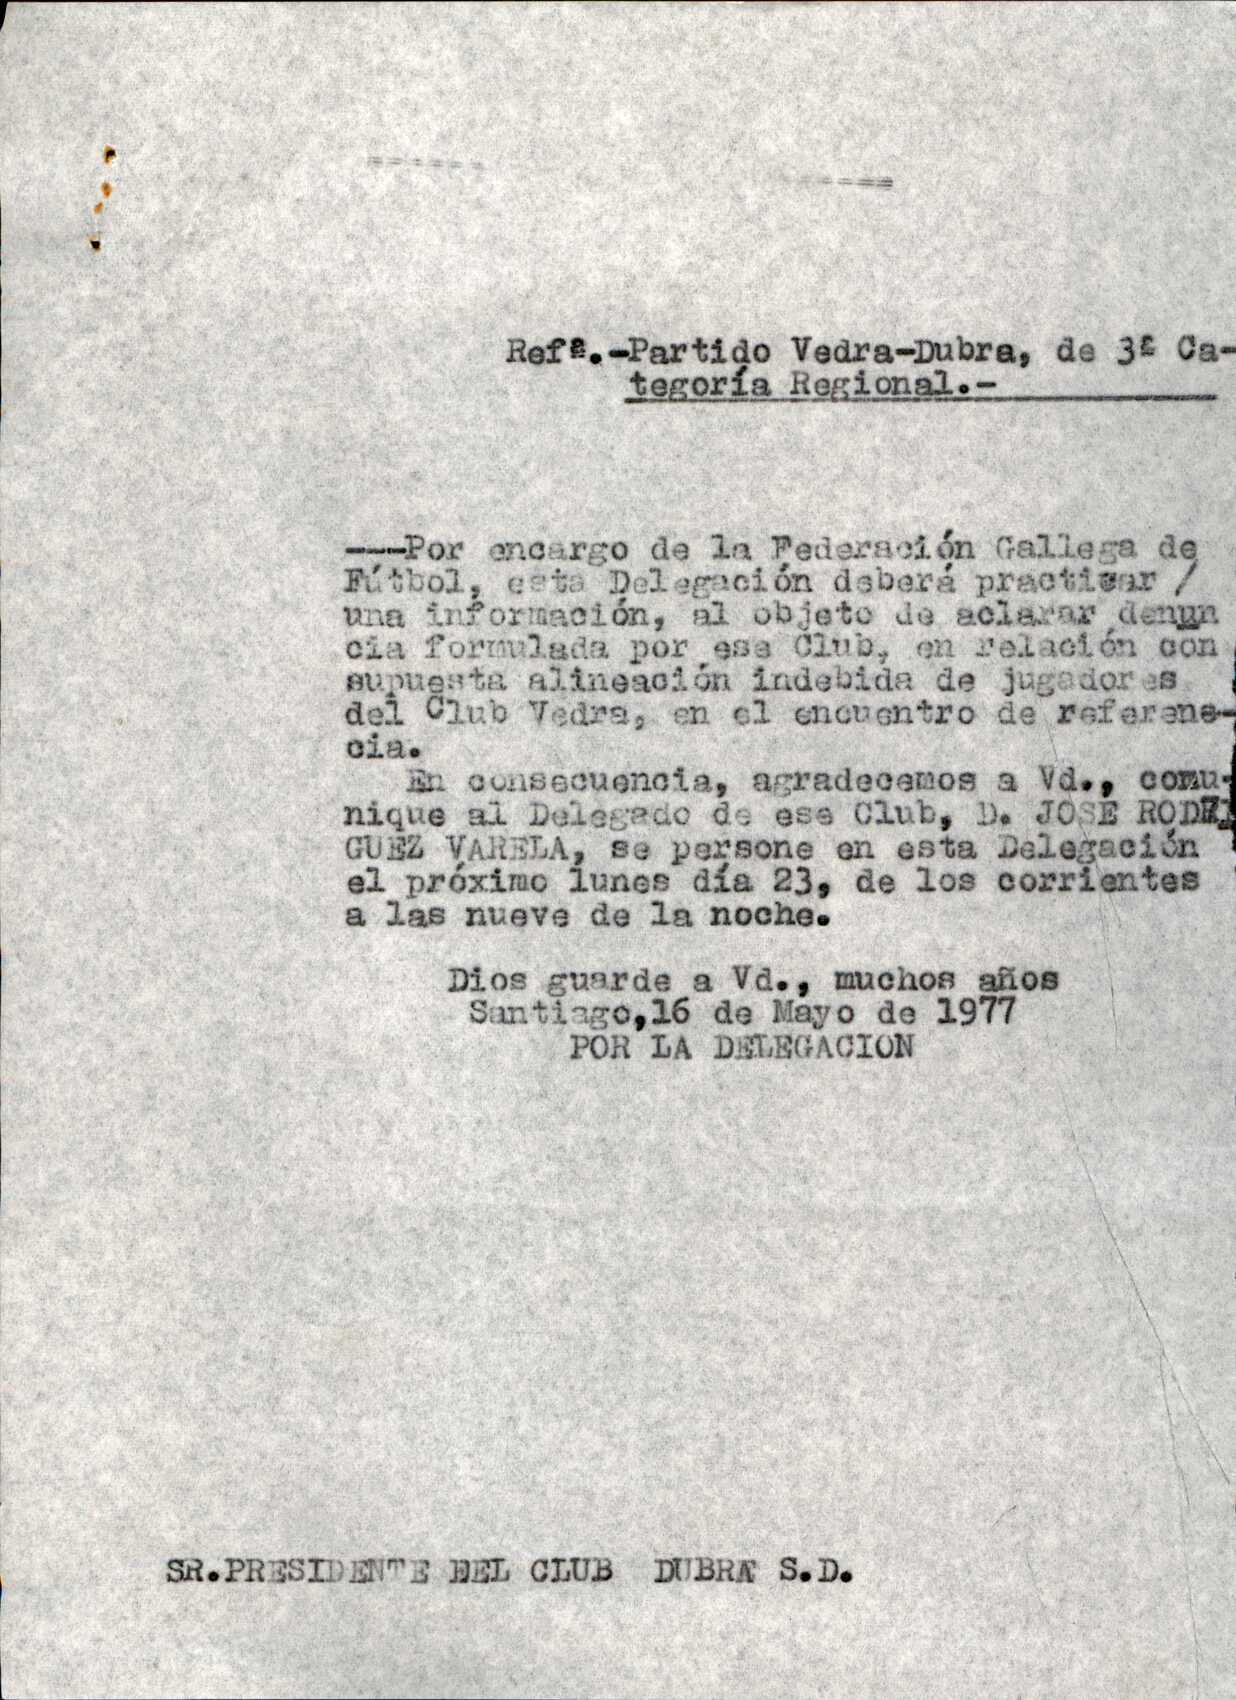 Refª.-Partido Vedra-Dubra, de 3ª Ca-
tegoría Regional.-
---Por encargo de la Federación Gallega de
Fútbol, esta Delegación deberá practicar /
una información, al objeto de aclarar denun
cia formulada por ese Club, en relación con
supuesta alineación indebida de jugadores
del Club Vedra, en el encuentro de referene-
cia.
En consecuencia, agradecemos a Vd., comu-
nique al Delegado de ese Club, D. JOSE RODRI
GUEZ VARELA, se persone en esta Delegación
el próximo lunes día 23, de los corrientes
a las nueve de la noche.
Dios guarde a Vd., muchos años
Santiago,16 de Mayo de 1977
POR LA DELEGACION
SR.PRESIDENTE DEL CLUB DUBRA S.D.